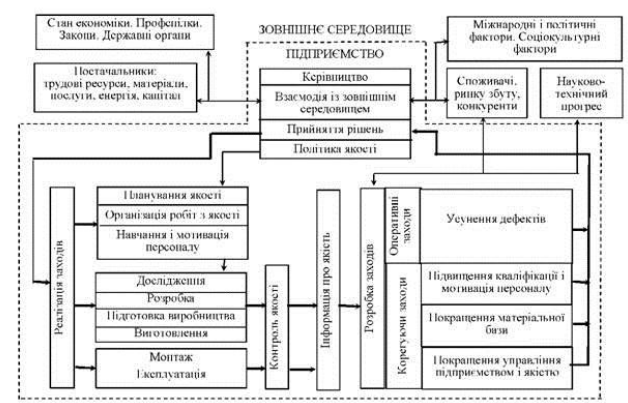 ЗОВНІШНЄ СЕРЕДОВИЩЕ
Стан економіки. Профспілки.
Закони. Державні органи
Міжнародні і політичні
фактори. Соціокультурні
фактори
ПІДПРИЄМСТВО
Постачальники:
трудові ресурси, матеріали,
послуги, енергія, капітал
Керівництво
Взаємодія із зовнішнім
середовищем
Прийняття рішень
Політика якості
Споживачі,
ринку збуту,
конкуренти
Науково-
технічний
прогрес
Реалізація заходів
Планування якості
Організація робіт з якості
Навчання і мотивація
персоналу
Дослідження
Розробка
Підготовка виробництва
Виготовлення
Монтаж
Експлуатація
Контроль якості
Інформація про якість
Розробка заходів
Оперативні
заходи
Корегуючи заходи
Усунення дефектів
Підвищення кваліфікації і
мотивація персоналу
Покращення матеріальної
бази
Покращення управління
підприємством і якістю